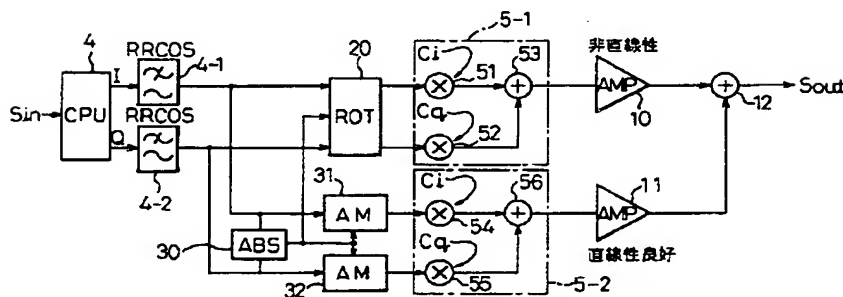 5-1
RRCOS
4
20
Ci
53
非直線性
I
4-1
51
Sin
CPU
ROT
Cq
AMP
10
12
Sout
RRCOS
Q
52
4-2
31
Ci
56
11
AM
54
AMP
30
ABS
Cq
直線性良好
AM
32
55
5-2